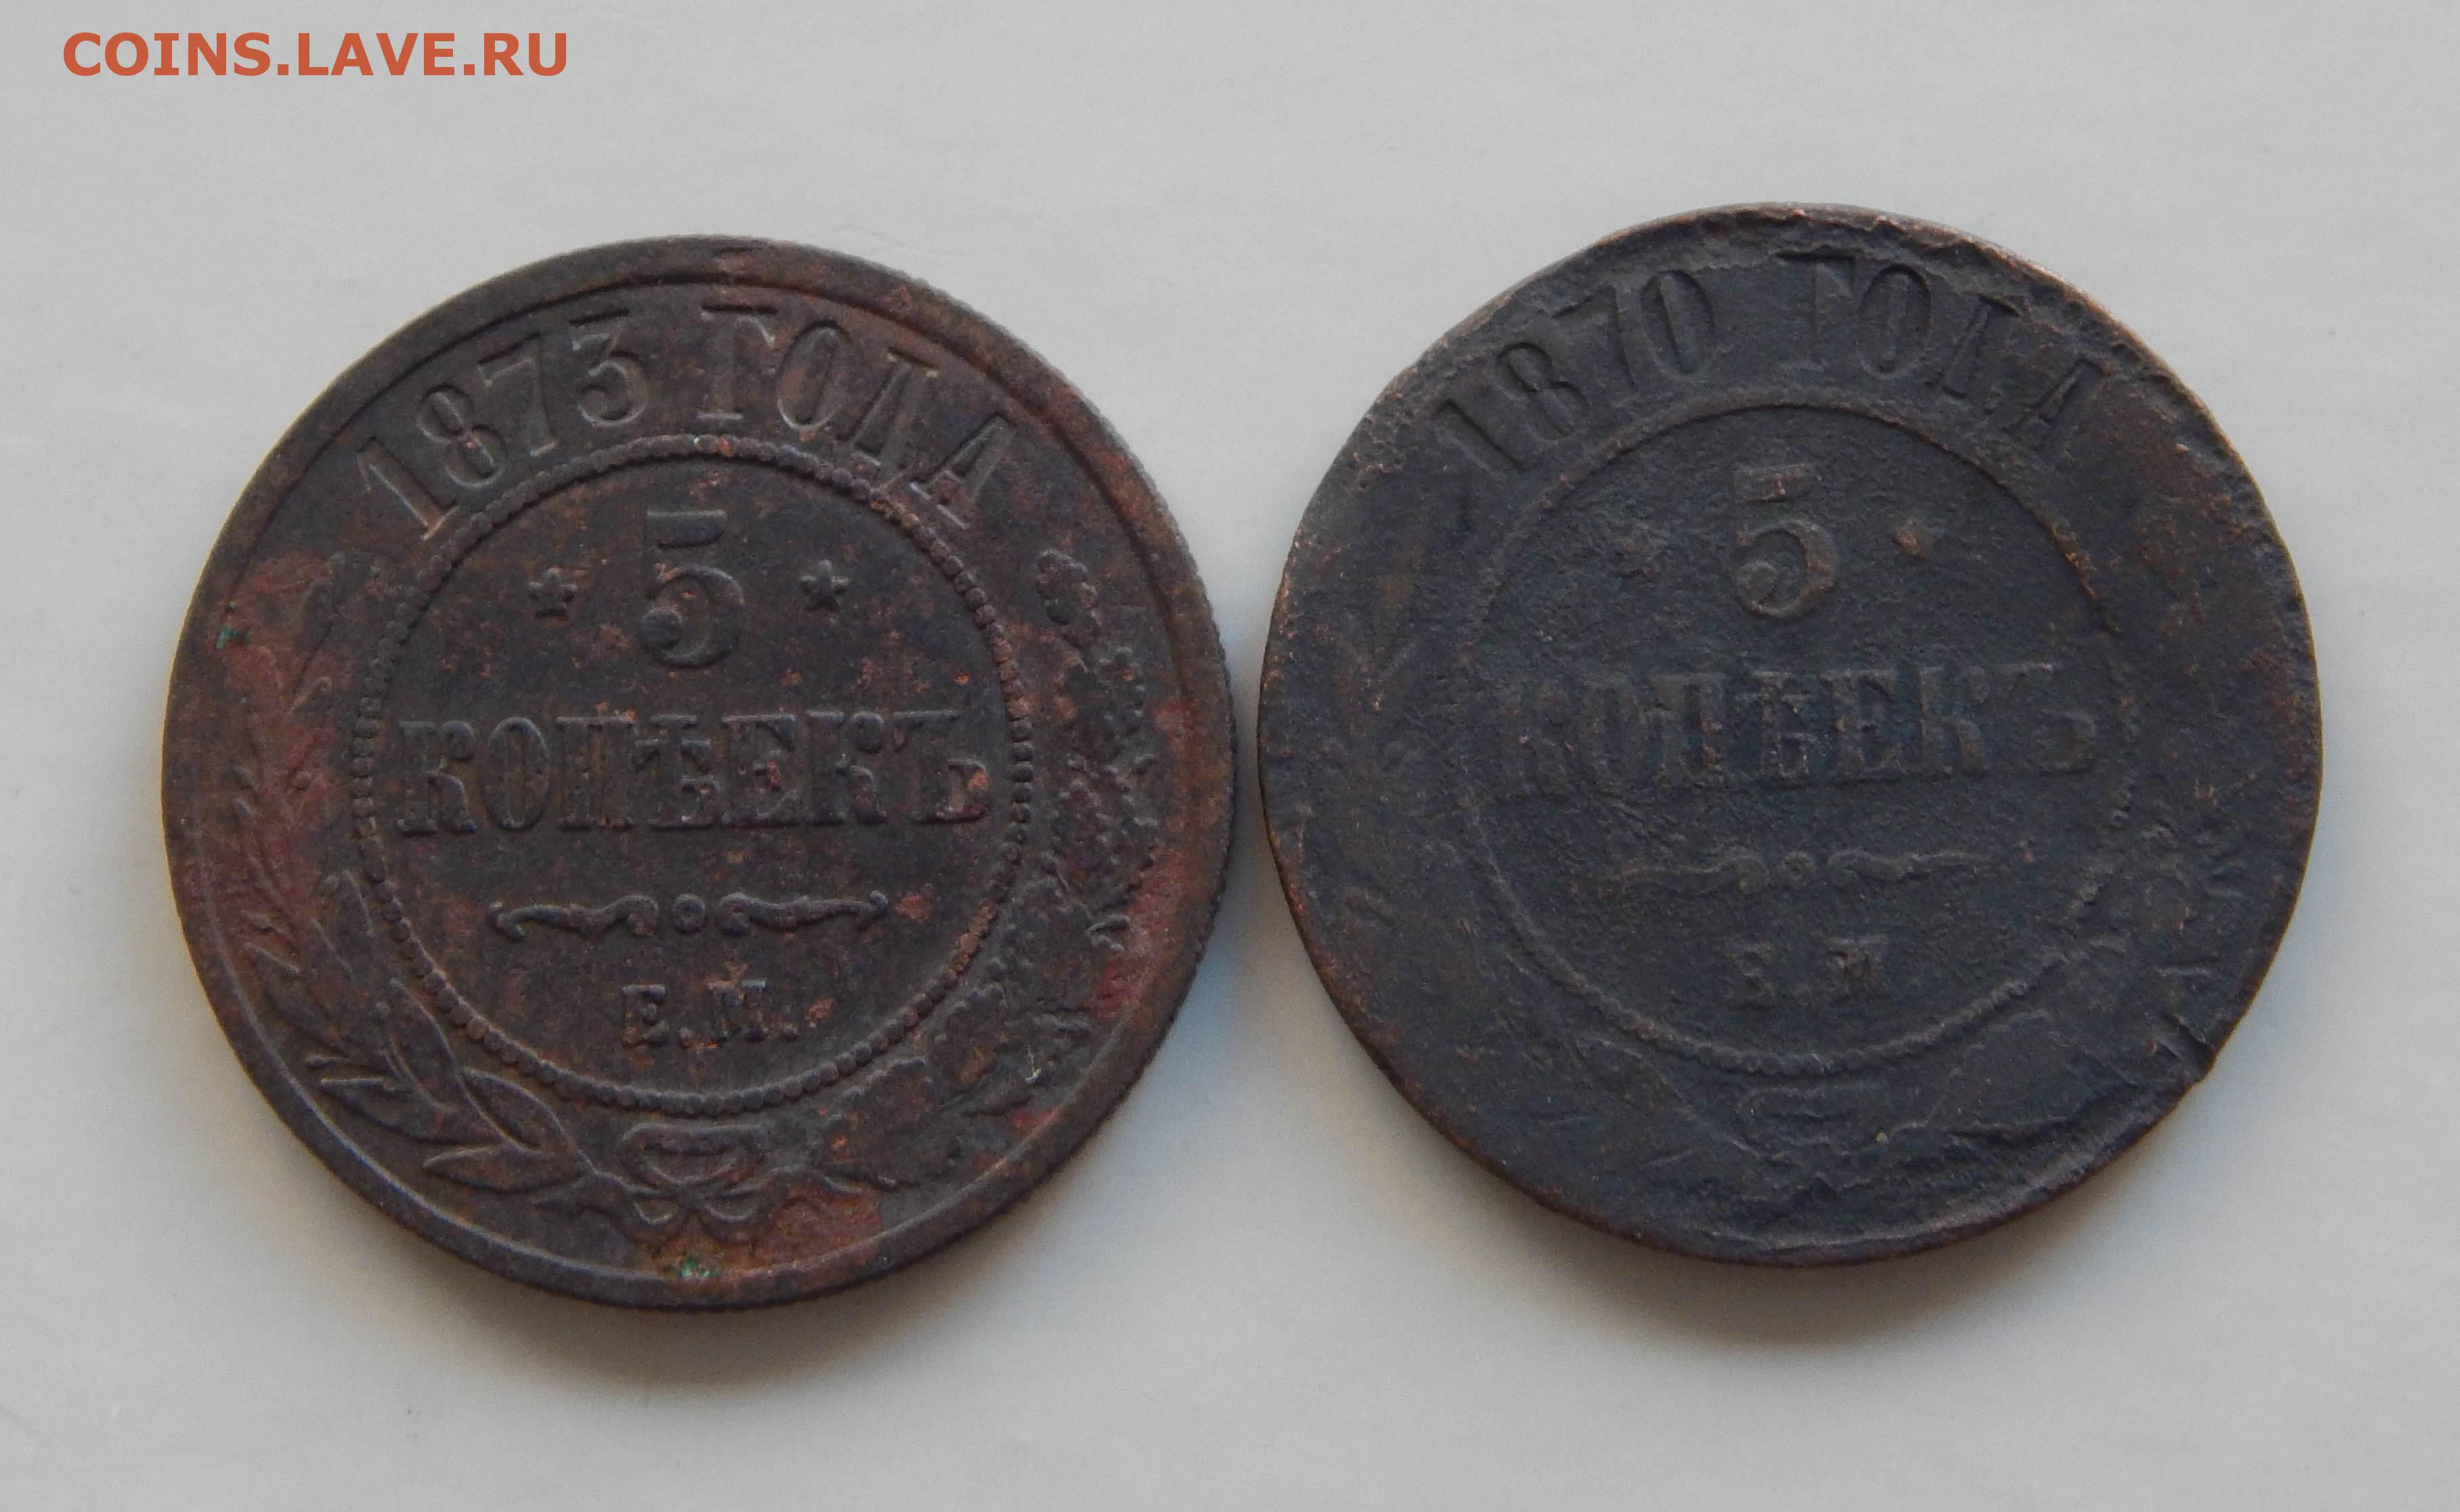 COINS.LAVE.RU
1873 ГОДА
5
КОПѢЕКЪ
Е.М.
1870 ГОДА
5
КОПѢЕКЪ
Е.М